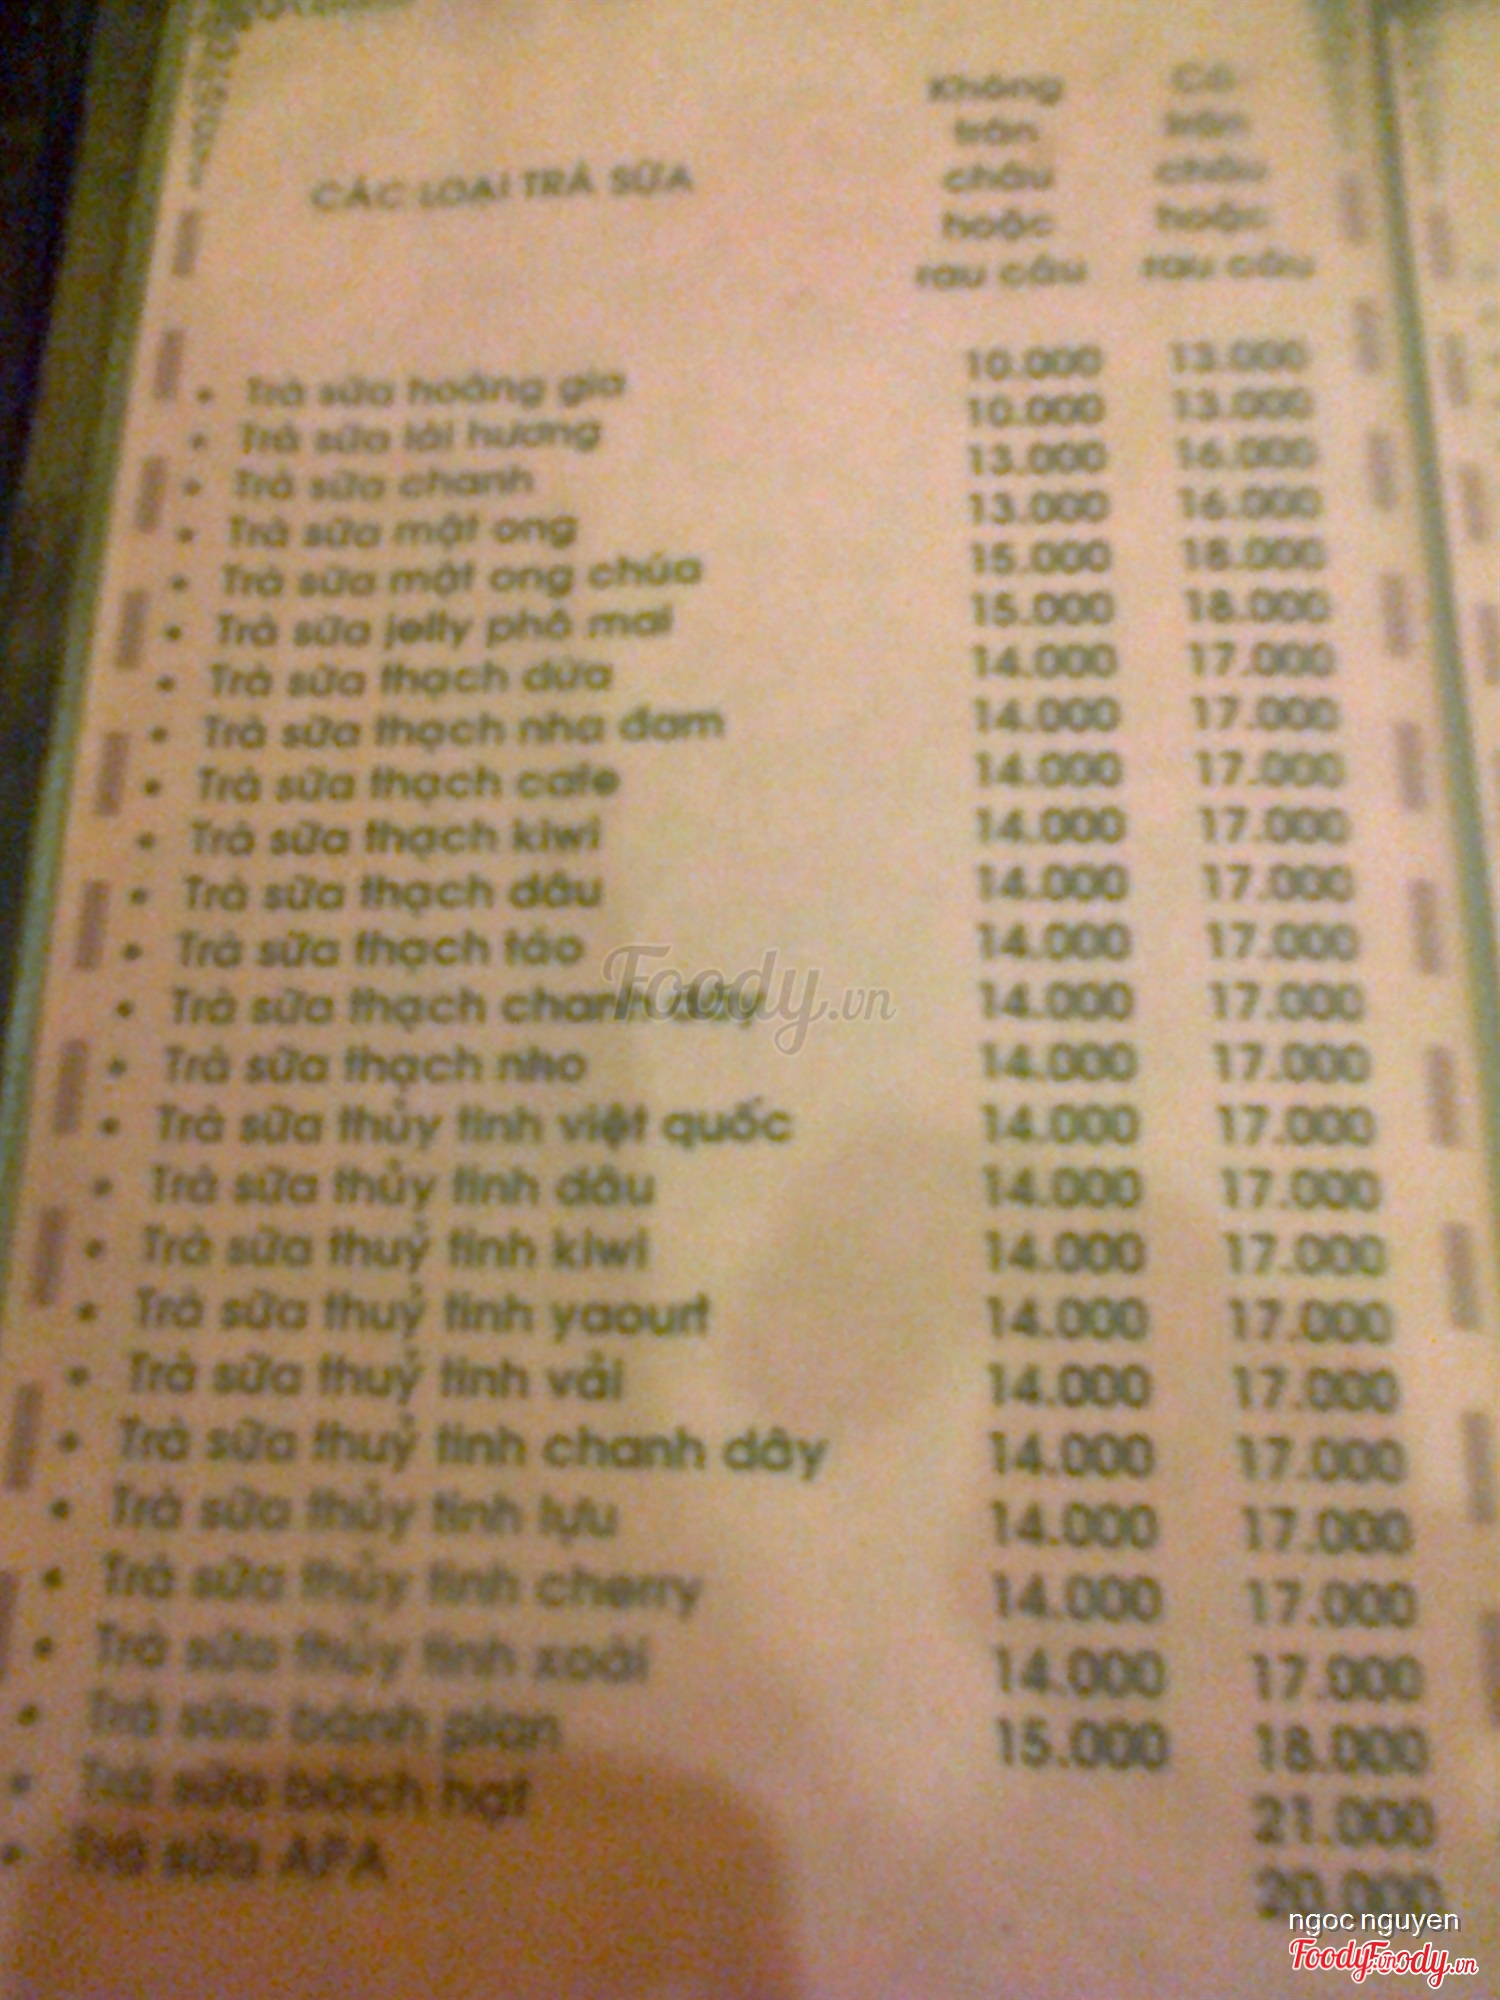 CÁC LOẠI TRÀ SỮA
Không trân châu hoặc rau câu
Có trân châu hoặc rau câu
• Trà sữa hoàng gia 10.000 13.000
• Trà sữa lài hương 10.000 13.000
• Trà sữa chanh 13.000 16.000
• Trà sữa mật ong 13.000 16.000
• Trà sữa mật ong chúa 15.000 18.000
• Trà sữa jelly phô mai 15.000 18.000
• Trà sữa thạch dừa 14.000 17.000
• Trà sữa thạch nha đam 14.000 17.000
• Trà sữa thạch cafe 14.000 17.000
• Trà sữa thạch kiwi 14.000 17.000
• Trà sữa thạch dâu 14.000 17.000
• Trà sữa thạch táo 14.000 17.000
• Trà sữa thạch chanh dây 14.000 17.000
• Trà sữa thạch nho 14.000 17.000
• Trà sữa thủy tinh việt quốc 14.000 17.000
• Trà sữa thủy tinh dâu 14.000 17.000
• Trà sữa thuỷ tinh kiwi 14.000 17.000
• Trà sữa thuỷ tinh yaourt 14.000 17.000
• Trà sữa thuỷ tinh vải 14.000 17.000
• Trà sữa thuỷ tinh chanh dây 14.000 17.000
• Trà sữa thủy tinh lựu 14.000 17.000
• Trà sữa thủy tinh cherry 14.000 17.000
• Trà sữa thủy tinh xoài 14.000 17.000
• Trà sữa bánh plan 15.000 18.000
• Trà sữa bách hạt 21.000
• Trà sữa APA 20.000
Foody.vn
ngoc nguyen
Foody.vn